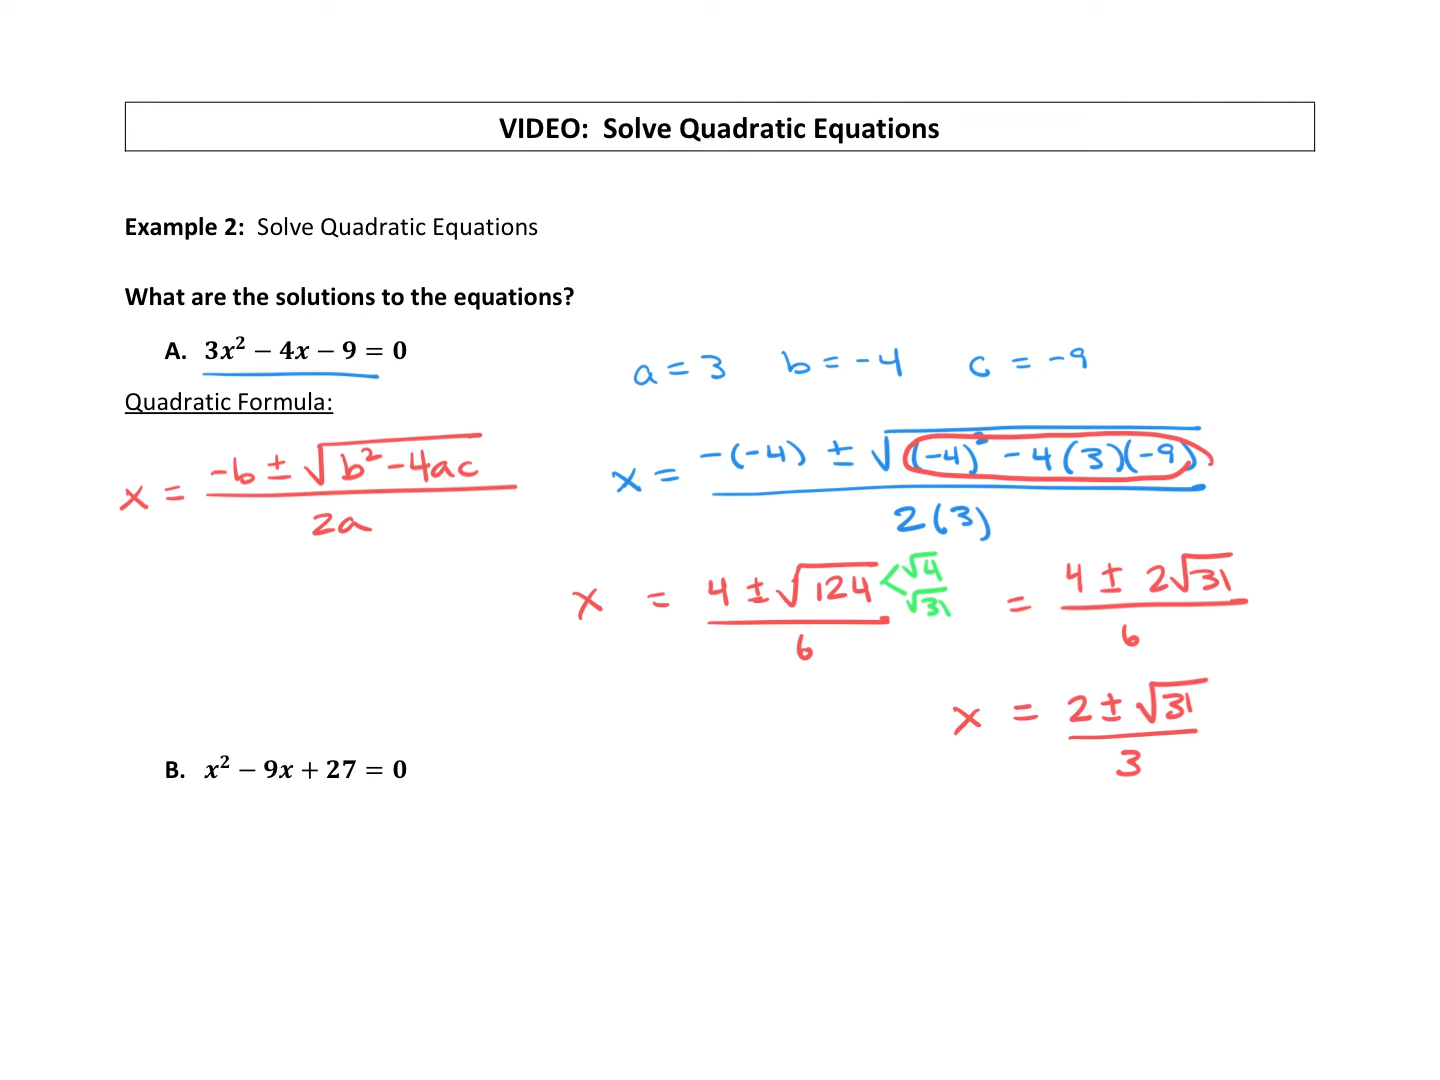 VIDEO: Solve Quadratic Equations
Example 2: Solve Quadratic Equations
What are the solutions to the equations?
A. 3x² − 4x − 9 = 0
a = 3 b = -4 c = -9
Quadratic Formula:
x = (-b ± √(b² - 4ac)) / 2a
x = (-(-4) ± √((-4)² - 4(3)(-9))) / 2(3)
x = (4 ± √124) / 6 < √4 √31 = (4 ± 2√31) / 6
x = (2 ± √31) / 3
B. x² − 9x + 27 = 0